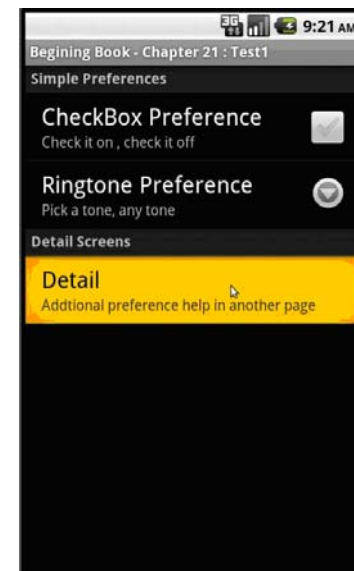 3G 9:21 AM
Begining Book - Chapter 21 : Test1
Simple Preferences
CheckBox Preference
Check it on , check it off
Ringtone Preference
Pick a tone, any tone
Detail Screens
Detail
Addtional preference help in another page